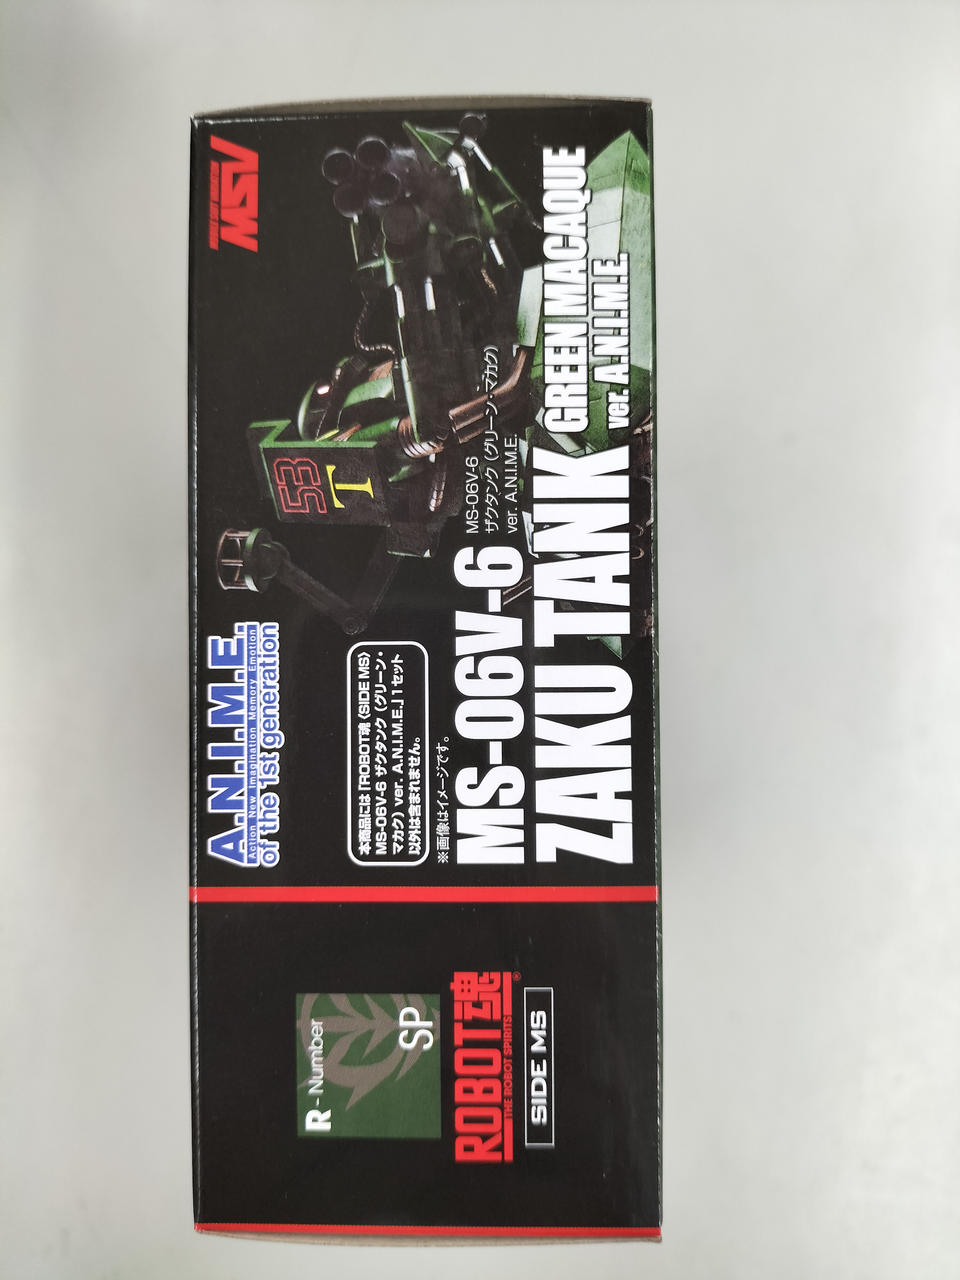 R-Number
SP
ROBOT魂®
THE ROBOT SPIRITS
SIDE MS
A.N.I.M.E.
Action New Imagination Memory Emotion
of the 1st generation
本商品には「ROBOT魂 〈SIDE MS〉
MS-06V-6 ザクタンク (グリーン・
マカク) ver. A.N.I.M.E.」1セット
以外は含まれません。
※画像はイメージです。
MS-06V-6
MS-06V-6
ザクタンク (グリーン・マカク)
ver. A.N.I.M.E.
ZAKU TANK
GREEN MACAQUE
ver. A.N.I.M.E.
53
T
MSV